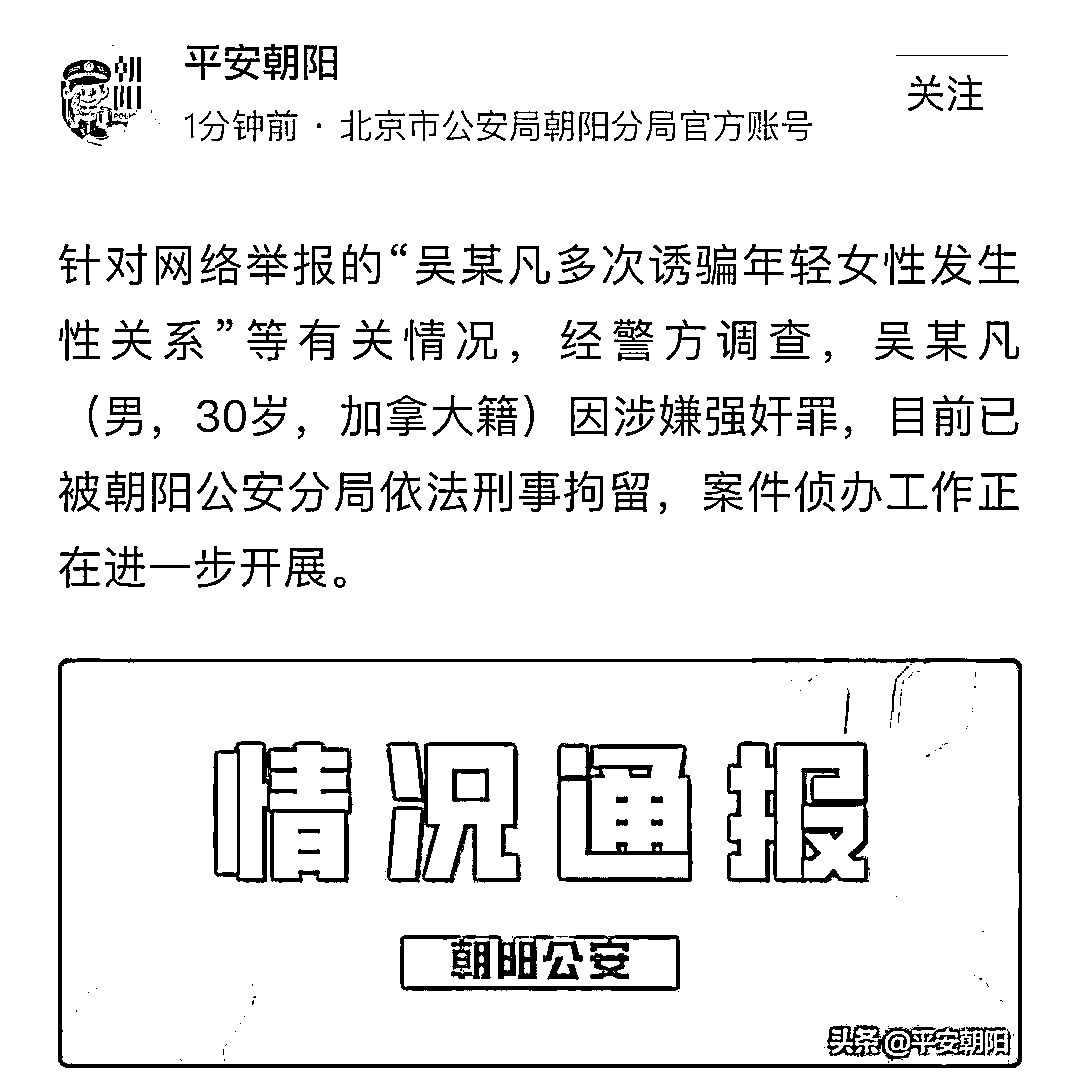 平安朝阳
1分钟前 · 北京市公安局朝阳分局官方账号
关注
针对网络举报的“吴某凡多次诱骗年轻女性发生
性关系”等有关情况，经警方调查，吴某凡
（男，30岁，加拿大籍）因涉嫌强奸罪，目前已
被朝阳公安分局依法刑事拘留，案件侦办工作正
在进一步开展。
情况通报
朝阳公安
头条@平安朝阳